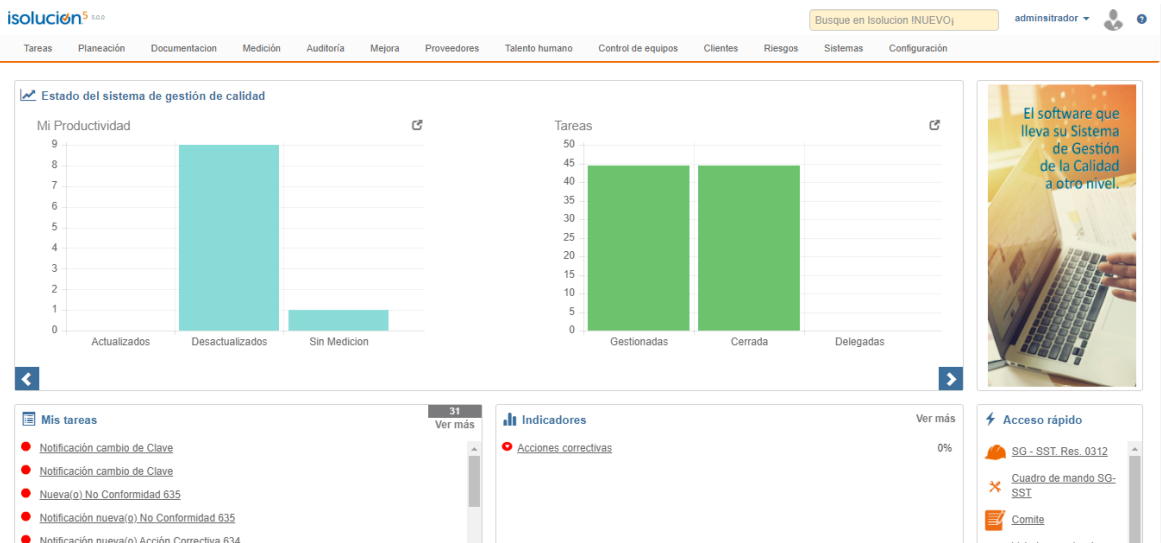 isolución5 5.0.0
Busque en Isolucion !NUEVO¡
adminsitrador
Tareas Planeación Documentacion Medición Auditoría Mejora Proveedores Talento humano Control de equipos Clientes Riesgos Sistemas Configuración
Estado del sistema de gestión de calidad
Mi Productividad
9
8
7
6
5
4
3
2
1
0
Actualizados Desactualizados Sin Medicion
Tareas
50
45
40
35
30
25
20
15
10
5
0
Gestionadas Cerrada Delegadas
El software que
lleva su Sistema
de Gestión
de la Calidad
a otro nivel.
Mis tareas
31
Ver más
Notificación cambio de Clave
Notificación cambio de Clave
Nueva(o) No Conformidad 635
Notificación nueva(o) No Conformidad 635
Notificación nueva(o) Acción Correctiva 634
Indicadores
Ver más
Acciones correctivas 0%
Acceso rápido
SG - SST. Res. 0312
Cuadro de mando SG-
SST
Comite